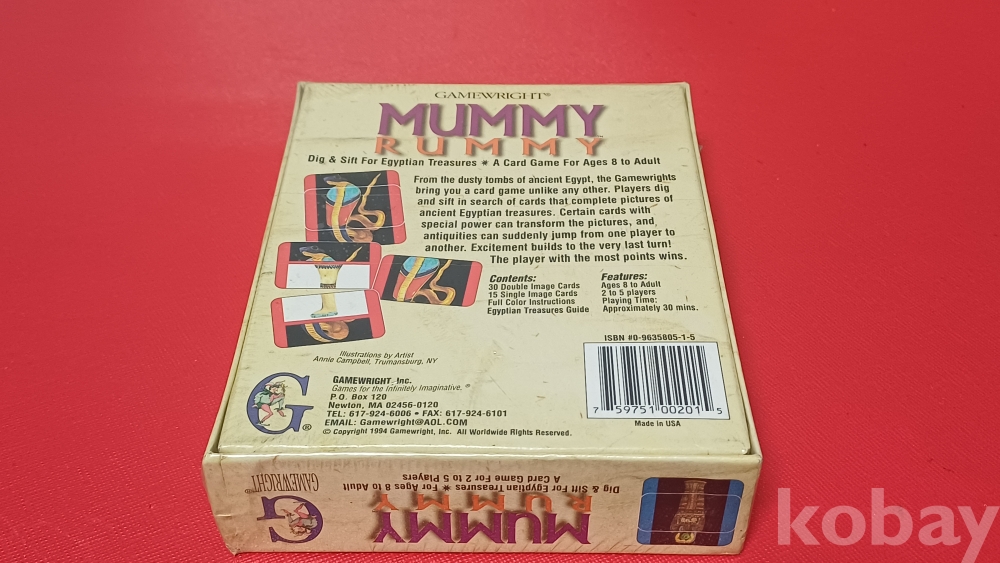 GAMEWRIGHT®
MUMMY
RUMMY
Dig & Sift For Egyptian Treasures * A Card Game For Ages 8 to Adult
From the dusty tombs of ancient Egypt, the Gamewrights
bring you a card game unlike any other. Players dig
and sift in search of cards that complete pictures of
ancient Egyptian treasures. Certain cards with
special power can transform the pictures, and
antiquities can suddenly jump from one player to
another. Excitement builds to the very last turn!
The player with the most points wins.
Contents:
30 Double Image Cards
15 Single Image Cards
Full Color Instructions
Egyptian Treasures Guide
Features:
Ages 8 to Adult
2 to 5 players
Playing Time:
Approximately 30 mins.
Illustrations by Artist
Annie Campbell, Trumansburg, NY
ISBN #0-9635805-1-5
7 59751 00201 5
Made in USA
G®
GAMEWRIGHT, Inc.
Games for the Infinitely Imaginative.®
P.O. Box 120
Newton, MA 02456-0120
TEL: 617-924-6006 • FAX: 617-924-6101
EMAIL: Gamewright@AOL.COM
© Copyright 1994 Gamewright, Inc. All Worldwide Rights Reserved.
G
GAMEWRIGHT®
MUMMY
RUMMY
Dig & Sift For Egyptian Treasures * For Ages 8 to Adult
A Card Game For 2 to 5 Players
kobay